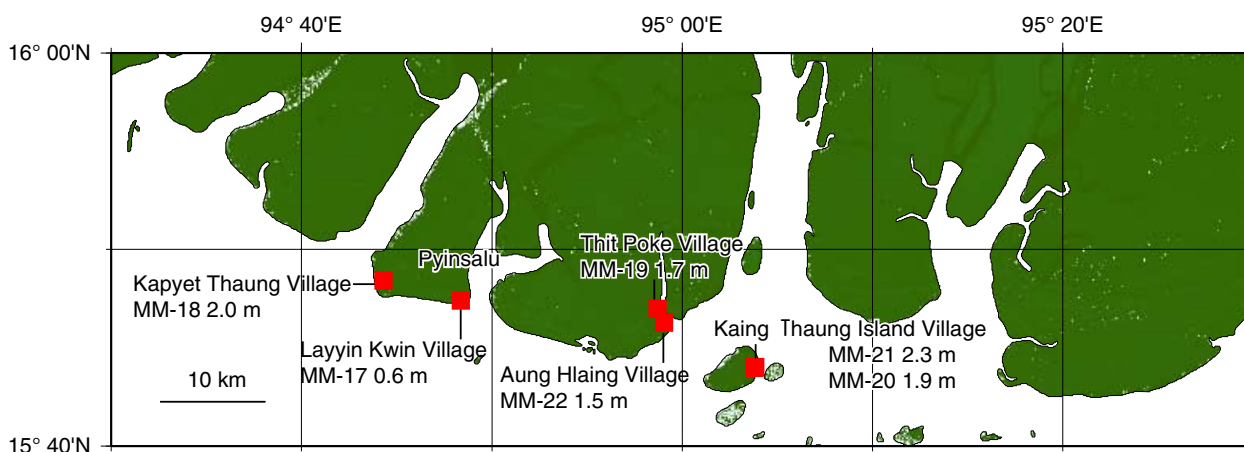 94° 40'E
95° 00'E
95° 20'E
16° 00'N
Thit Poke Village
MM-19 1.7 m
Pyinsalu
Kapyet Thaung Village
MM-18 2.0 m
Kaing Thaung Island Village
MM-21 2.3 m
MM-20 1.9 m
Layyin Kwin Village
MM-17 0.6 m
Aung Hlaing Village
MM-22 1.5 m
10 km
15° 40'N